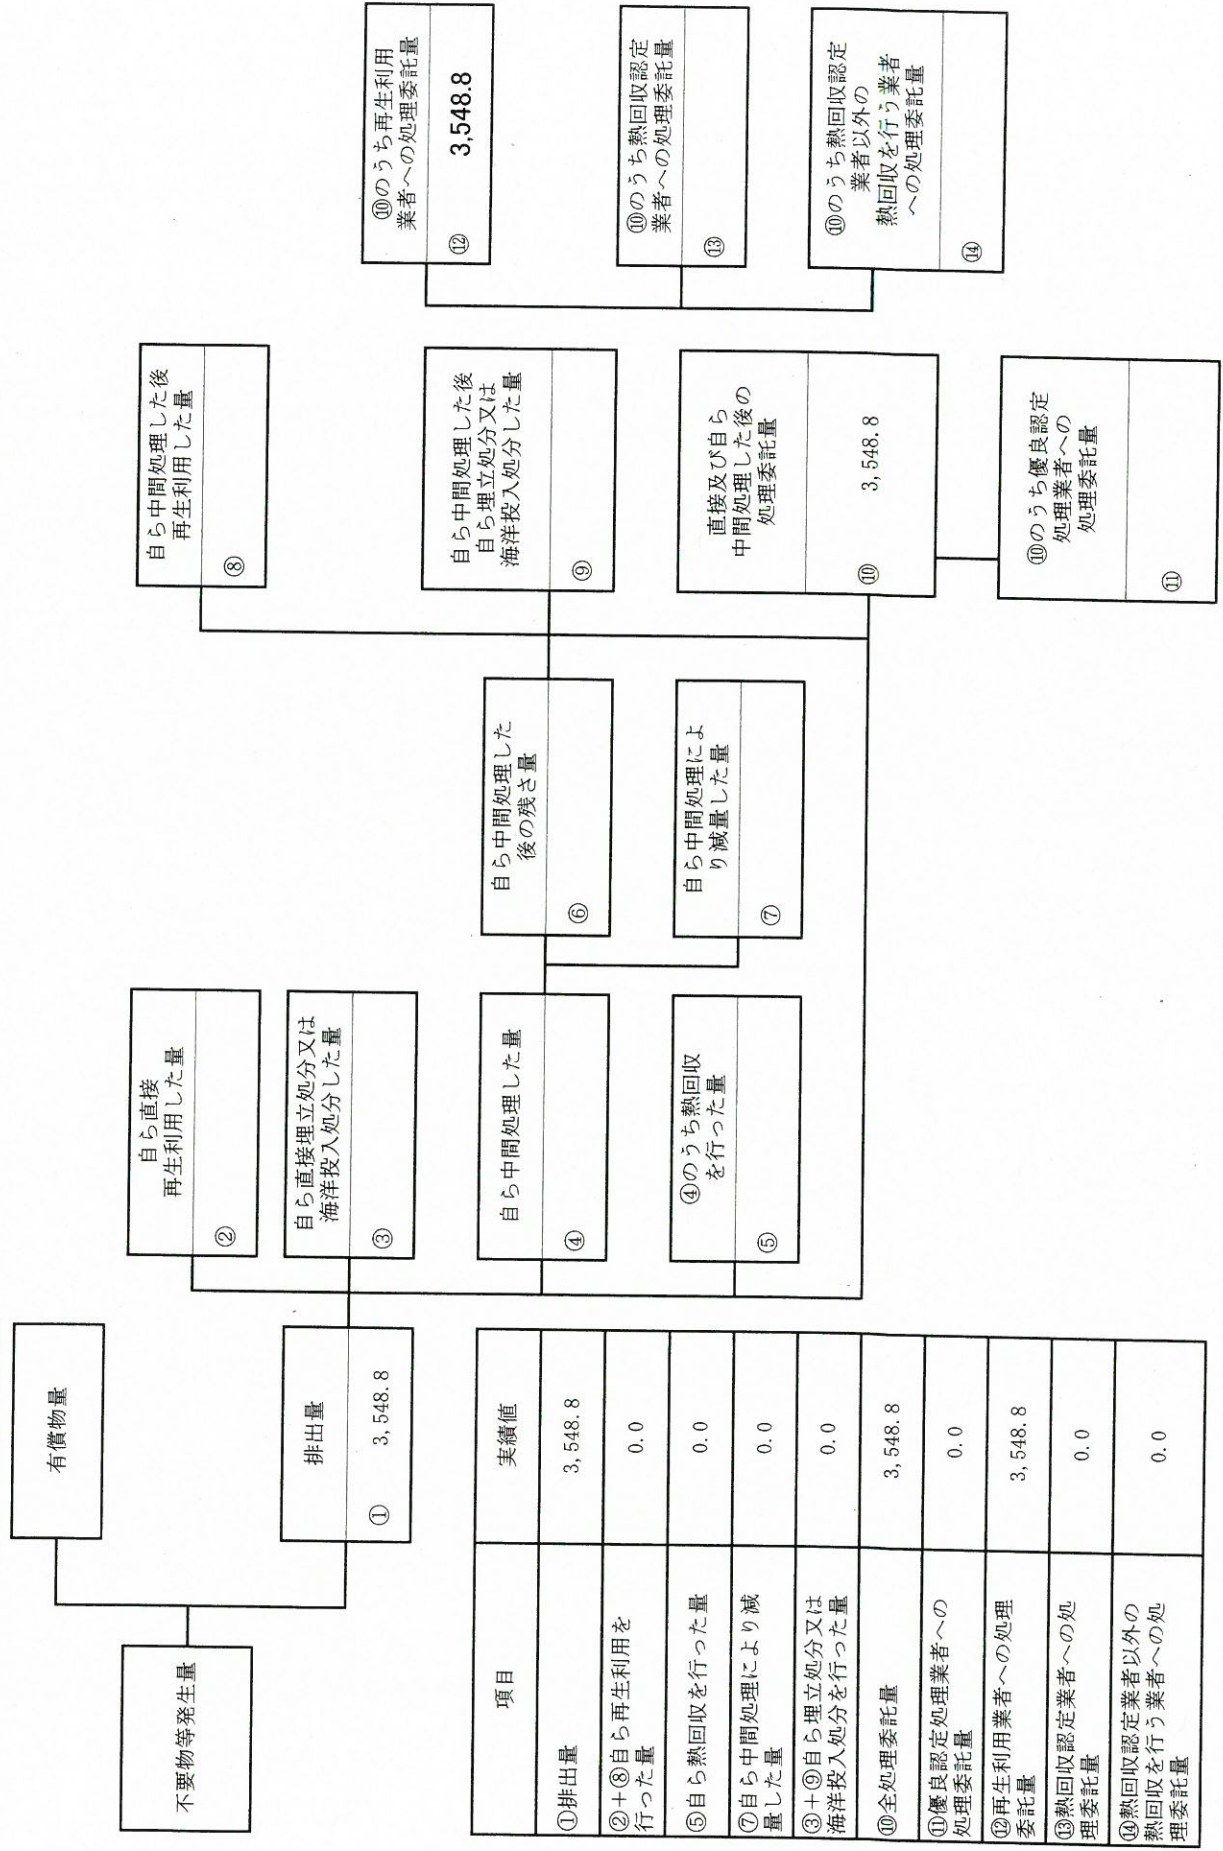 不要物等発生量
有償物量
排出量
① 3,548.8
自ら直接
再生利用した量
②
自ら直接埋立処分又は
海洋投入処分した量
③
自ら中間処理した量
④
④のうち熱回収
を行った量
⑤
自ら中間処理した
後の残さ量
⑥
自ら中間処理によ
り減量した量
⑦
自ら中間処理した後
再生利用した量
⑧
自ら中間処理した後
自ら埋立処分又は
海洋投入処分した量
⑨
直接及び自ら
中間処理した後の
処理委託量
⑩ 3,548.8
⑩のうち優良認定
処理業者への
処理委託量
⑪
⑩のうち再生利用
業者への処理委託量
⑫ 3,548.8
⑩のうち熱回収認定
業者への処理委託量
⑬
⑩のうち熱回収認定
業者以外の
熱回収を行う業者
への処理委託量
⑭
項目 実績値
①排出量 3,548.8
②+⑧自ら再生利用を
行った量 0.0
⑤自ら熱回収を行った量 0.0
⑦自ら中間処理により減
量した量 0.0
③+⑨自ら埋立処分又は
海洋投入処分を行った量 0.0
⑩全処理委託量 3,548.8
⑪優良認定処理業者への
処理委託量 0.0
⑫再生利用業者への処理
委託量 3,548.8
⑬熱回収認定業者への処
理委託量 0.0
⑭熱回収認定業者以外の
熱回収を行う業者への処
理委託量 0.0